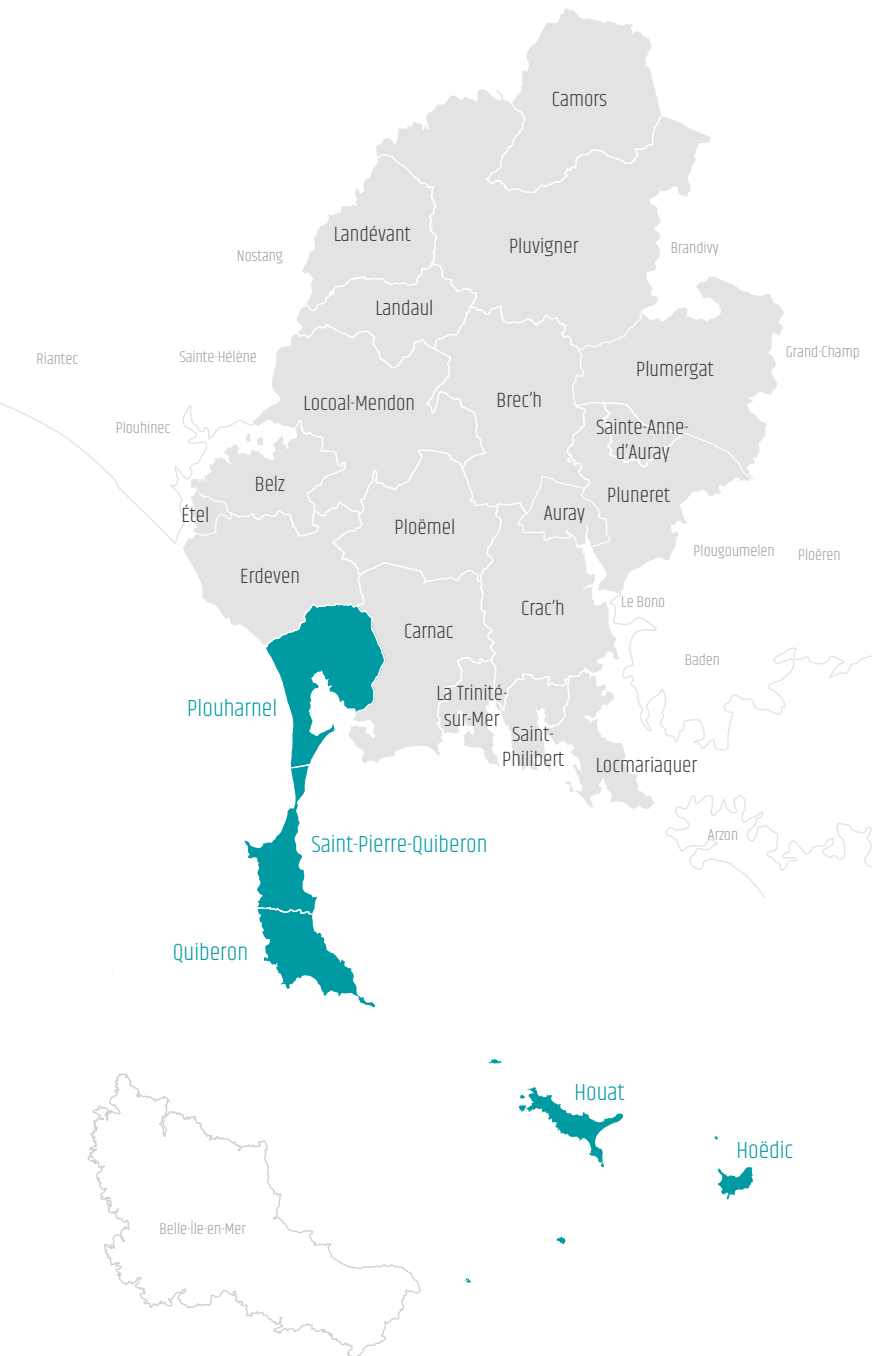 Camors
Landévant
Pluvigner
Brandivy
Nostang
Landaul
Riantec
Sainte-Hélène
Grand-Champ
Plumergat
Locoal-Mendon
Brec'h
Plouhinec
Sainte-Anne-
d'Auray
Belz
Pluneret
Étel
Auray
Ploëmel
Plougoumelen
Ploëren
Erdeven
Le Bono
Crac'h
Carnac
Baden
La Trinité-
sur-Mer
Plouharnel
Saint-
Philibert
Locmariaquer
Arzon
Saint-Pierre-Quiberon
Quiberon
Houat
Hoëdic
Belle-Île-en-Mer